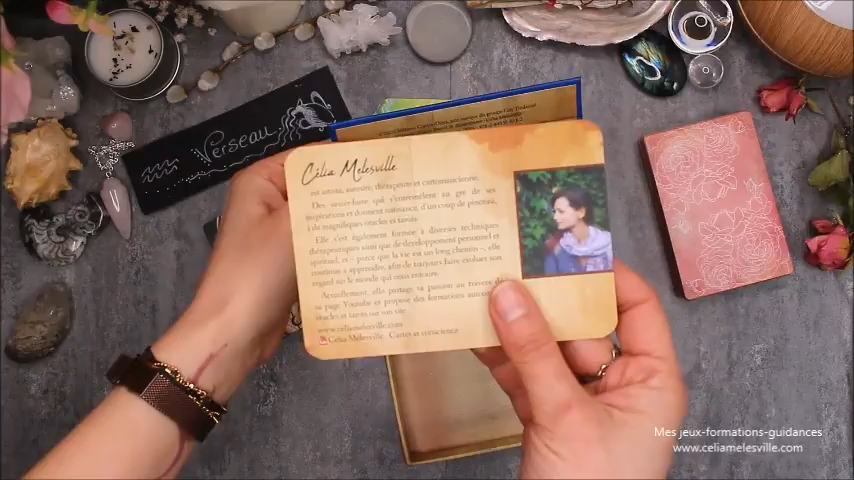 Verseau
Célia Melesville
est artiste, auteure, thérapeute et cartomancienne.
Des savoir-faire qui s'entremêlent au gré de ses
inspirations et donnent naissance, d'un coup de pinceau,
à de magnifiques oracles et tarots.
Elle s'est également formée à diverses techniques
thérapeutiques ainsi que de développement personnel et
spirituel, et – parce que la vie est un long chemin –, elle
continue à apprendre, afin de toujours faire évoluer son
regard sur le monde qui nous entoure.
Actuellement, elle partage sa passion au travers de
sa page Youtube et propose des formations aux
oracles et tarots sur son site.
www.celiamelesville.com
Célia Melesville Cartes et conscience
Mes jeux-formations-guidances
www.celiamelesville.com